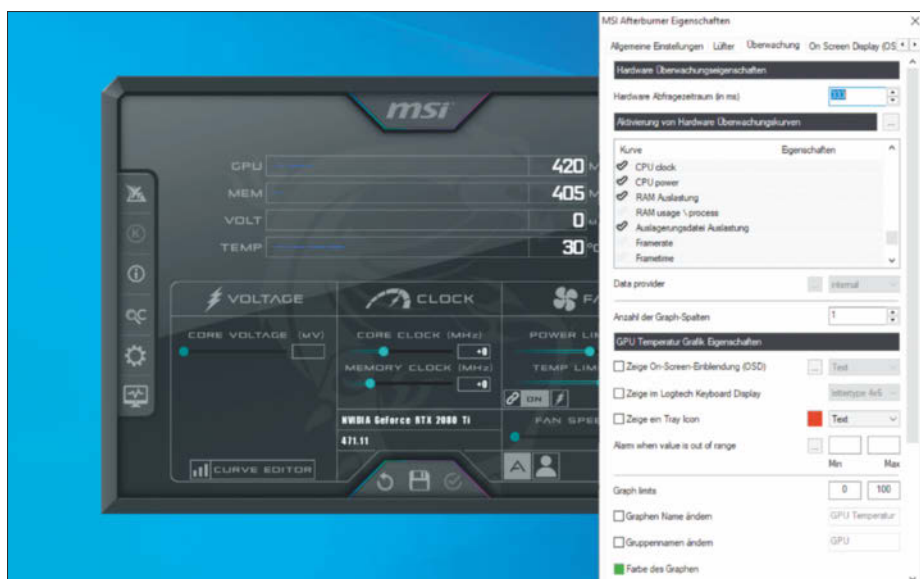 MSI Afterburner Eigenschaften
Allgemeine Einstellungen Lüfter Überwachung On Screen Display (OS
Hardware Überwachungseigenschaften
Hardware Abfragezeitraum (in ms) 333
Aktivierung von Hardware Überwachungskurven ...
Kurve Eigenschaften
CPU clock
CPU power
RAM Auslastung
RAM usage \ process
Auslagerungsdatei Auslastung
Framerate
Frametime
Data provider ... internal
Anzahl der Graph-Spalten 1
GPU Temperatur Grafik Eigenschaften
Zeige On-Screen-Einblendung (OSD) ... Text
Zeige im Logitech Keyboard Display
Zeige ein Tray Icon Text
Alarm when value is out of range ...
Min Max
Graph limits 0 100
Graphen Name ändern GPU Temperatur
Gruppennamen ändern GPU
Farbe des Graphen
msi
GPU 420 M
MEM 405 M
VOLT 0
TEMP 30 °C
VOLTAGE CLOCK FA
CORE VOLTAGE (MV) CORE CLOCK (MHz) POWER LI
+0
MEMORY CLOCK (MHz) TEMP LIM
+0
ON
NVIDIA GeForce RTX 2080 Ti FAN SPEE
471.11
CURVE EDITOR A